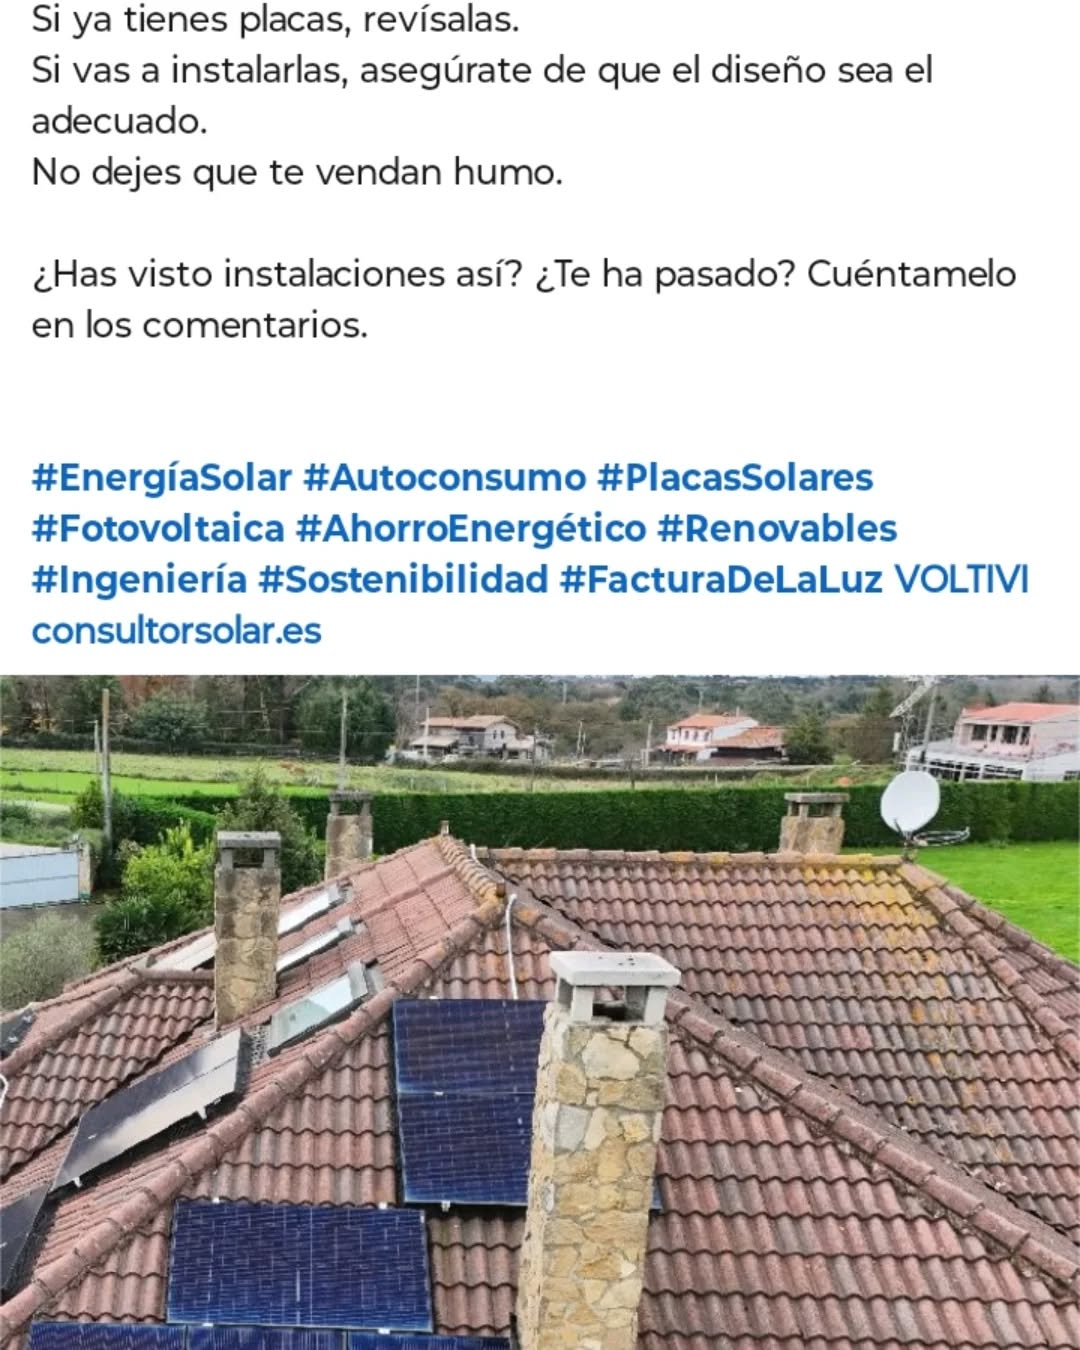 Si ya tienes placas, revísalas.
Si vas a instalarlas, asegúrate de que el diseño sea el
adecuado.
No dejes que te vendan humo.
¿Has visto instalaciones así? ¿Te ha pasado? Cuéntamelo
en los comentarios.
#EnergíaSolar #Autoconsumo #PlacasSolares
#Fotovoltaica #AhorroEnergético #Renovables
#Ingeniería #Sostenibilidad #FacturaDeLaLuz VOLTIVI
consultorsolar.es